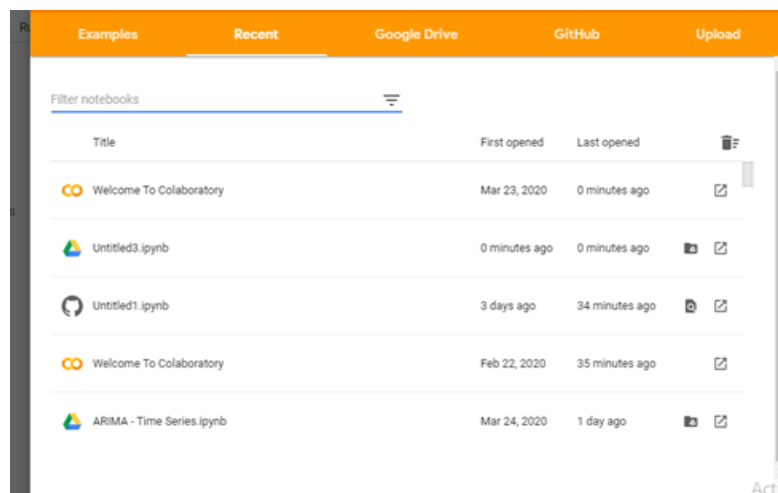 Examples Recent Google Drive GitHub Upload
Filter notebooks
Title First opened Last opened
Welcome To Colaboratory Mar 23, 2020 0 minutes ago
Untitled3.ipynb 0 minutes ago 0 minutes ago
Untitled1.ipynb 3 days ago 34 minutes ago
Welcome To Colaboratory Feb 22, 2020 35 minutes ago
ARIMA - Time Series.ipynb Mar 24, 2020 1 day ago